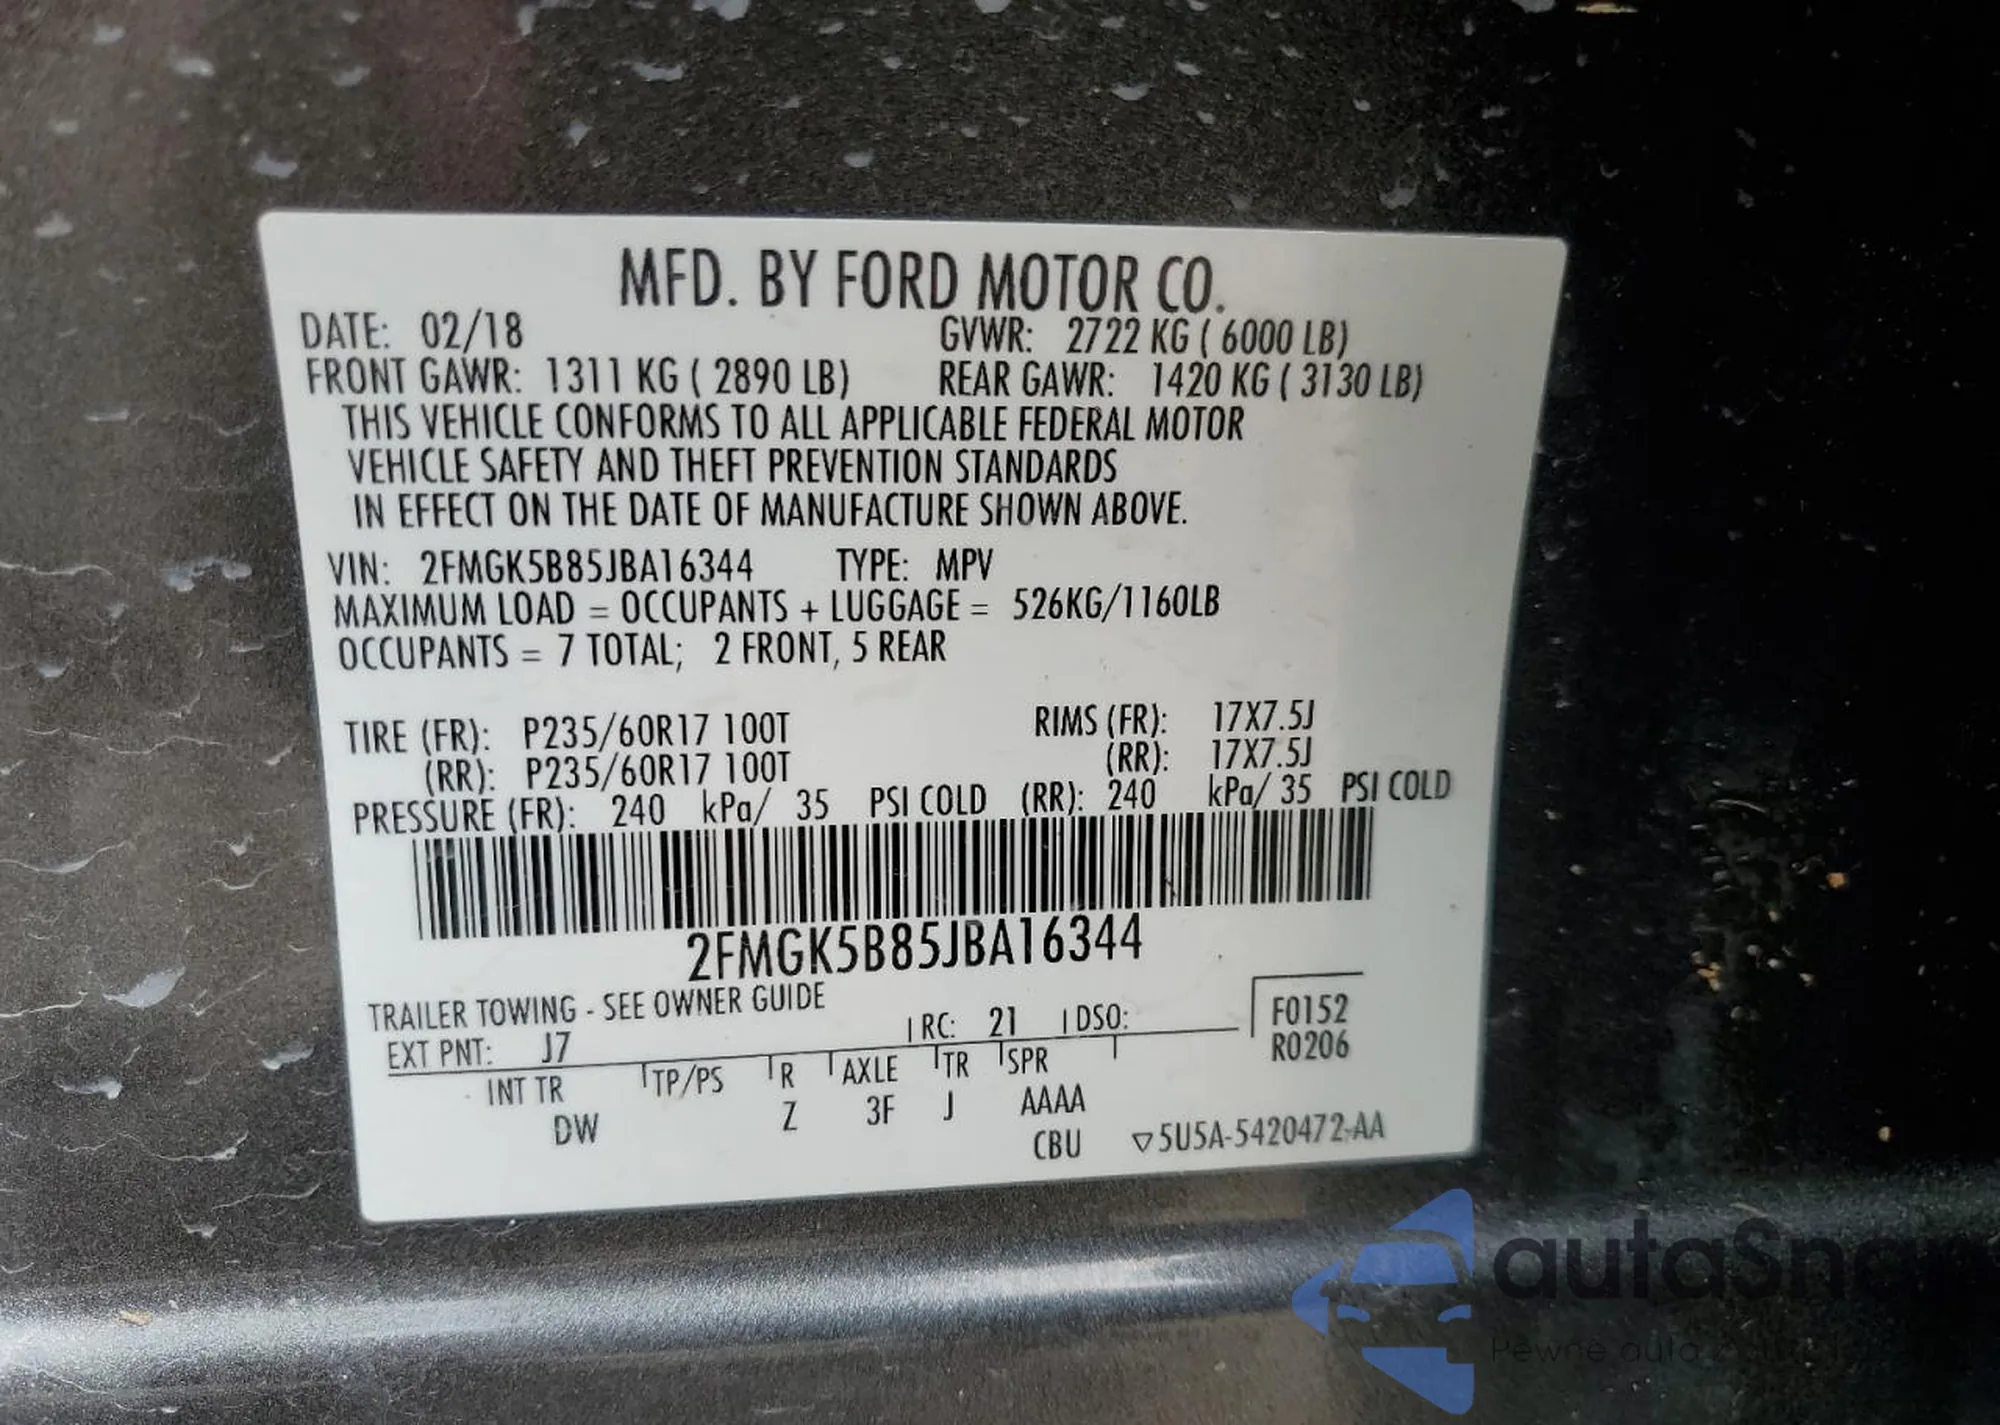 MFD. BY FORD MOTOR CO.
DATE: 02/18 GVWR: 2722 KG ( 6000 LB)
FRONT GAWR: 1311 KG ( 2890 LB) REAR GAWR: 1420 KG ( 3130 LB)
THIS VEHICLE CONFORMS TO ALL APPLICABLE FEDERAL MOTOR
VEHICLE SAFETY AND THEFT PREVENTION STANDARDS
IN EFFECT ON THE DATE OF MANUFACTURE SHOWN ABOVE.
VIN: 2FMGK5B85JBA16344 TYPE: MPV
MAXIMUM LOAD = OCCUPANTS + LUGGAGE = 526KG/1160LB
OCCUPANTS = 7 TOTAL; 2 FRONT, 5 REAR
TIRE (FR): P235/60R17 100T RIMS (FR): 17X7.5J
(RR): P235/60R17 100T (RR): 17X7.5J
PRESSURE (FR): 240 kPa/ 35 PSI COLD (RR): 240 kPa/ 35 PSI COLD
2FMGK5B85JBA16344
TRAILER TOWING - SEE OWNER GUIDE
EXT PNT: J7 RC: 21 DSO: F0152
R0206
INT TR TP/PS R AXLE TR SPR
DW Z 3F J AAAA
CBU ▽5U5A-5420472-AA
autaSna
Pewne auta